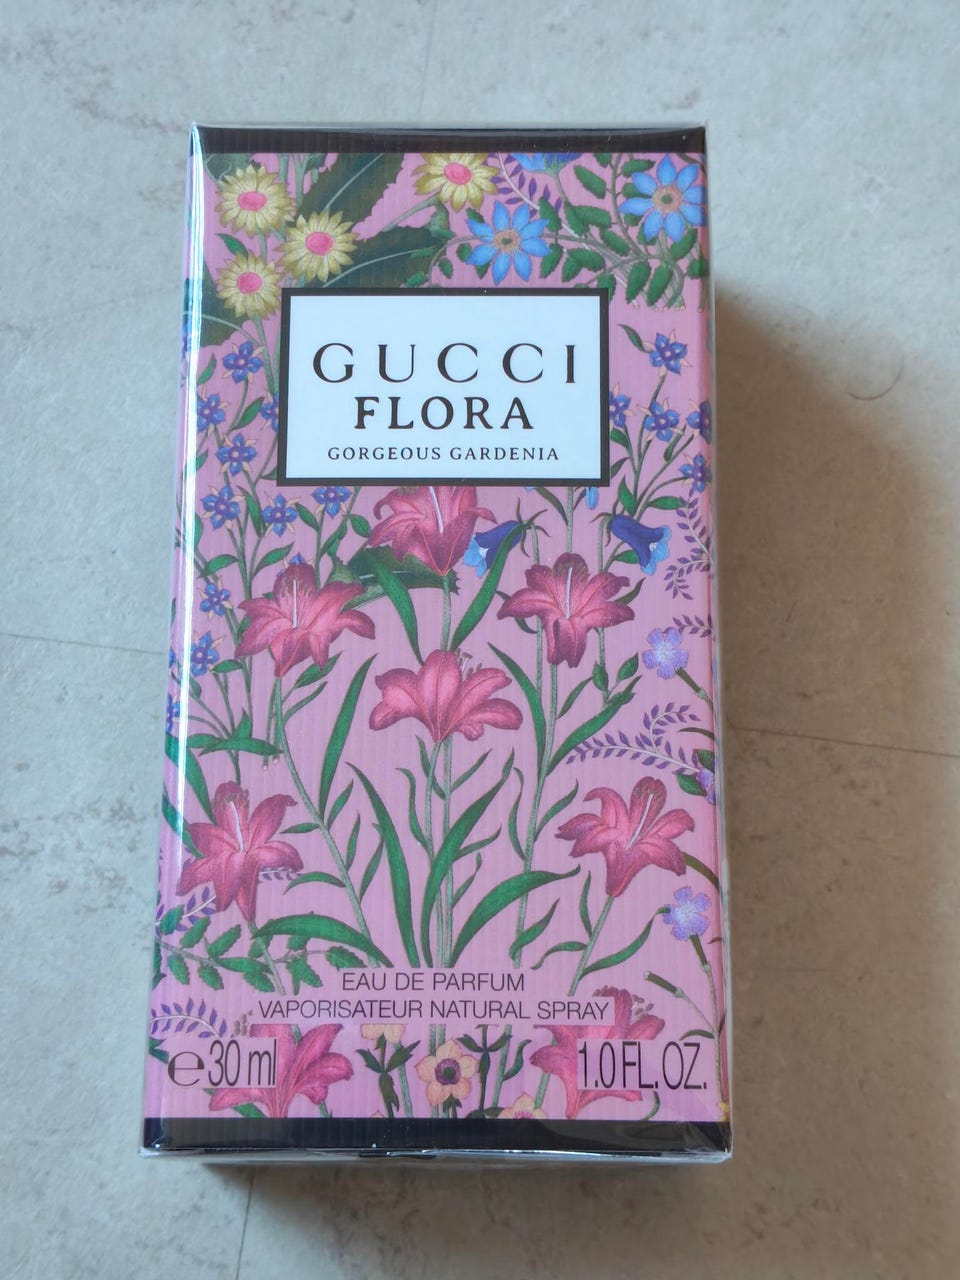 GUCCI
FLORA
GORGEOUS GARDENIA
EAU DE PARFUM
VAPORISATEUR NATURAL SPRAY
℮30 ml 1.0 FL. OZ.